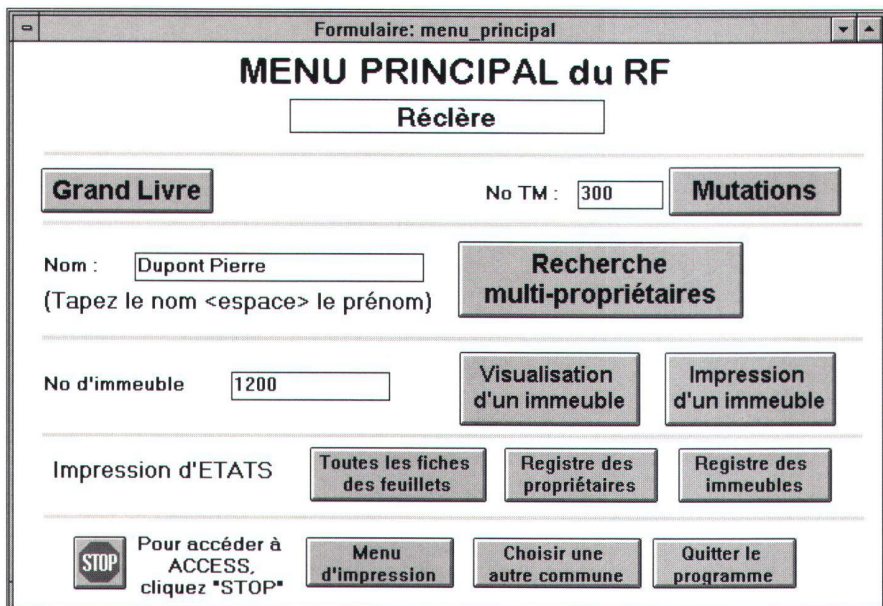 Formulaire: menu_principal
MENU PRINCIPAL du RF
Réclère
Grand Livre
No TM : 300
Mutations
Nom : Dupont Pierre
(Tapez le nom <espace> le prénom)
Recherche
multi-propriétaires
No d'immeuble 1200
Visualisation
d'un immeuble
Impression
d'un immeuble
Impression d'ETATS
Toutes les fiches
des feuillets
Registre des
propriétaires
Registre des
immeubles
STOP
Pour accéder à
ACCESS,
cliquez "STOP"
Menu
d'impression
Choisir une
autre commune
Quitter le
programme